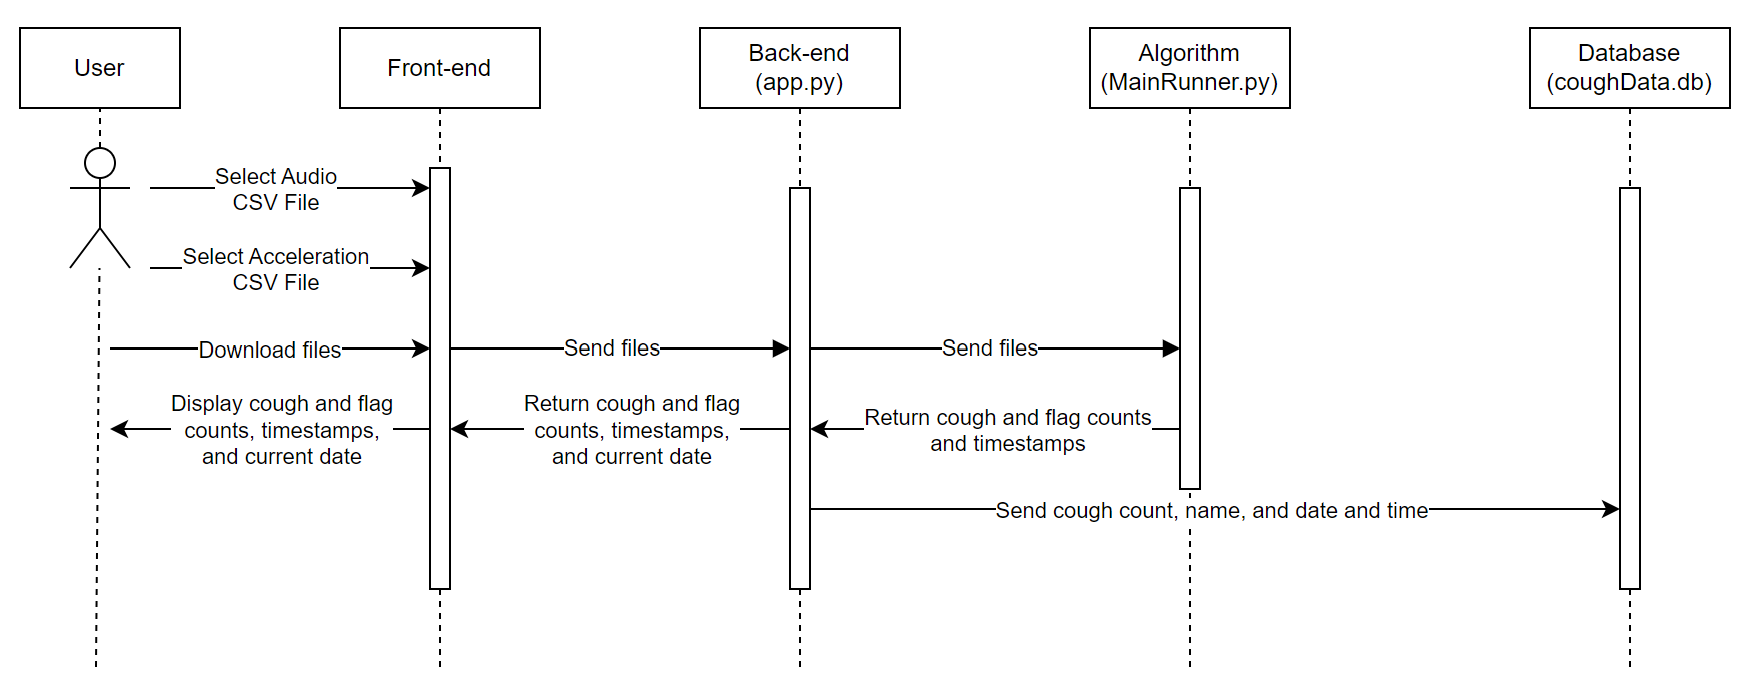 User
Front-end
Back-end
(app.py)
Algorithm
(MainRunner.py)
Database
(coughData.db)
Select Audio
CSV File
Select Acceleration
CSV File
Download files
Send files
Send files
Display cough and flag
counts, timestamps,
and current date
Return cough and flag
counts, timestamps,
and current date
Return cough and flag counts
and timestamps
Send cough count, name, and date and time